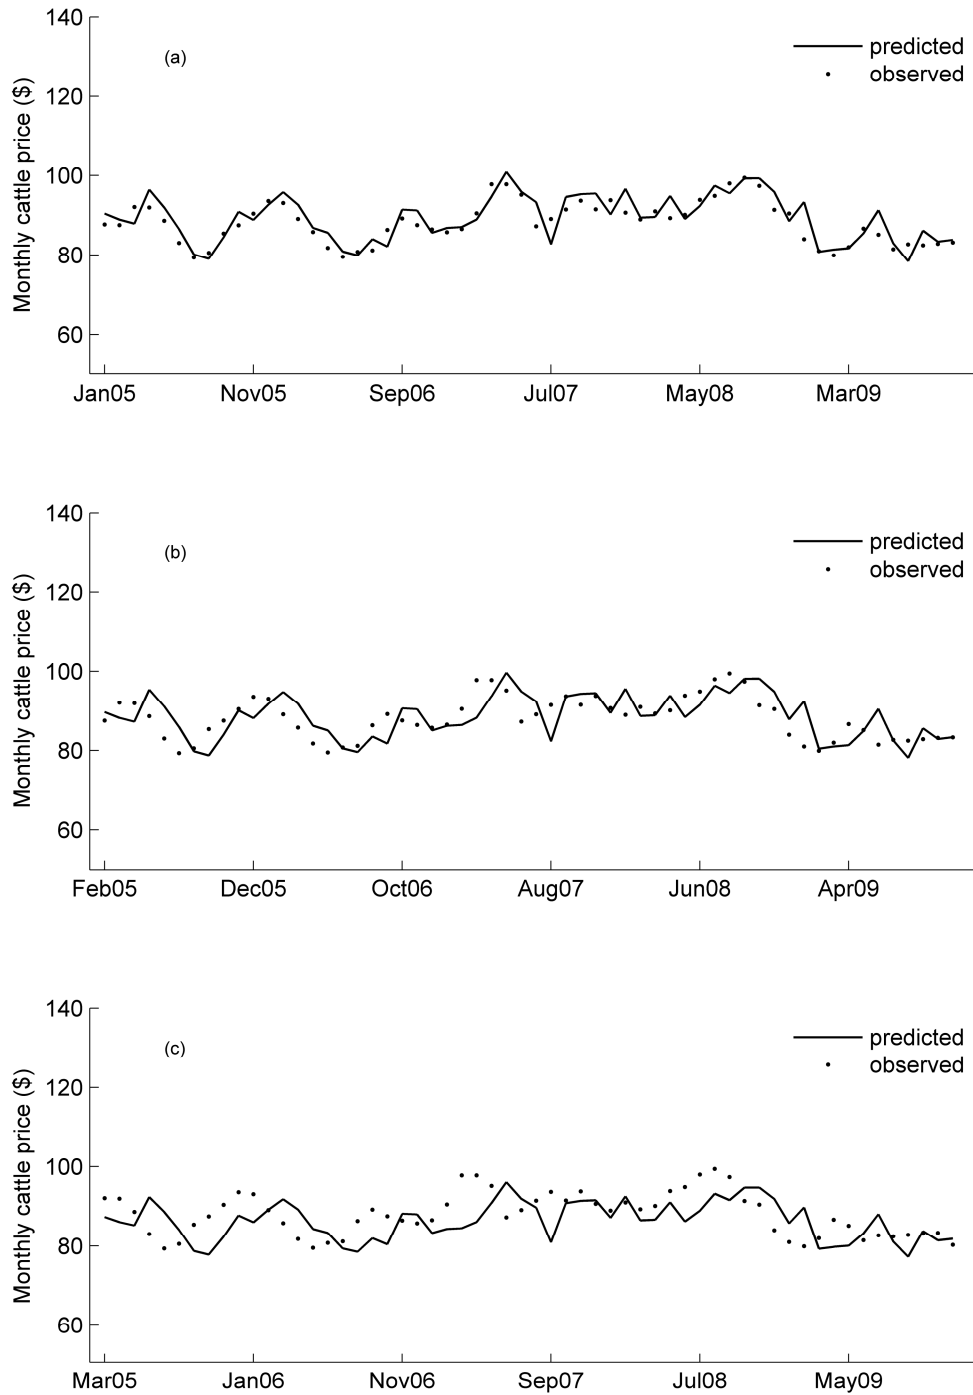 140
(a)
predicted
observed
120
100
80
60
Monthly cattle price ($)
Jan05 Nov05 Sep06 Jul07 May08 Mar09
140
(b)
predicted
observed
120
100
80
60
Monthly cattle price ($)
Feb05 Dec05 Oct06 Aug07 Jun08 Apr09
140
(c)
predicted
observed
120
100
80
60
Monthly cattle price ($)
Mar05 Jan06 Nov06 Sep07 Jul08 May09